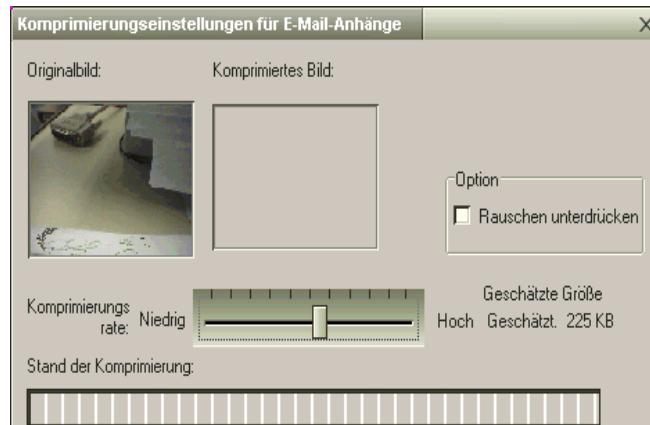 Komprimierungseinstellungen für E-Mail-Anhänge
Originalbild:
Komprimiertes Bild:
Option
Rauschen unterdrücken
Komprimierungs
rate:
Niedrig
Hoch
Geschätzte Größe
Geschätzt. 225 KB
Stand der Komprimierung: